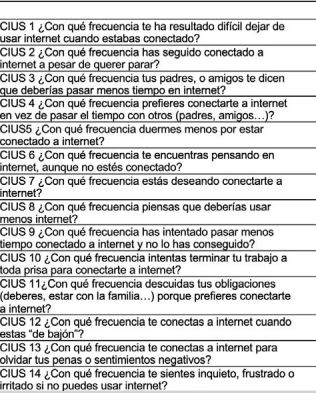 CIUS 1 ¿Con qué frecuencia te ha resultado difícil dejar de
usar internet cuando estabas conectado?
CIUS 2 ¿Con qué frecuencia has seguido conectado a
internet a pesar de querer parar?
CIUS 3 ¿Con qué frecuencia tus padres, o amigos te dicen
que deberías pasar menos tiempo en internet?
CIUS 4 ¿Con qué frecuencia prefieres conectarte a internet
en vez de pasar el tiempo con otros (padres, amigos…)?
CIUS5 ¿Con qué frecuencia duermes menos por estar
conectado a internet?
CIUS 6 ¿Con qué frecuencia te encuentras pensando en
internet, aunque no estés conectado?
CIUS 7 ¿Con qué frecuencia estás deseando conectarte a
internet?
CIUS 8 ¿Con qué frecuencia piensas que deberías usar
menos internet?
CIUS 9 ¿Con qué frecuencia has intentado pasar menos
tiempo conectado a internet y no lo has conseguido?
CIUS 10 ¿Con qué frecuencia intentas terminar tu trabajo a
toda prisa para conectarte a internet?
CIUS 11¿Con qué frecuencia descuidas tus obligaciones
(deberes, estar con la familia…) porque prefieres conectarte
a internet?
CIUS 12 ¿Con qué frecuencia te conectas a internet cuando
estas “de bajón”?
CIUS 13 ¿Con qué frecuencia te conectas a internet para
olvidar tus penas o sentimientos negativos?
CIUS 14 ¿Con qué frecuencia te sientes inquieto, frustrado o
irritado si no puedes usar internet?